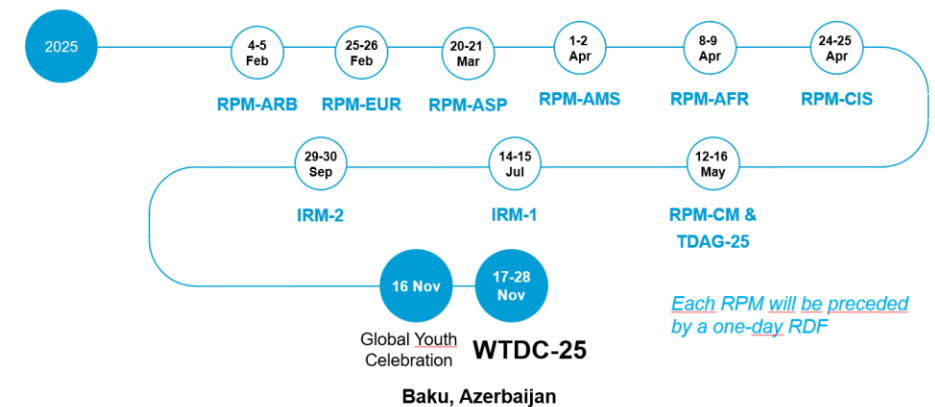 2025
4-5
Feb
RPM-ARB
25-26
Feb
RPM-EUR
20-21
Mar
RPM-ASP
1-2
Apr
RPM-AMS
8-9
Apr
RPM-AFR
24-25
Apr
RPM-CIS
12-16
May
RPM-CM &
TDAG-25
14-15
Jul
IRM-1
29-30
Sep
IRM-2
16 Nov
Global Youth
Celebration
17-28
Nov
WTDC-25
Baku, Azerbaijan
Each RPM will be preceded
by a one-day RDF